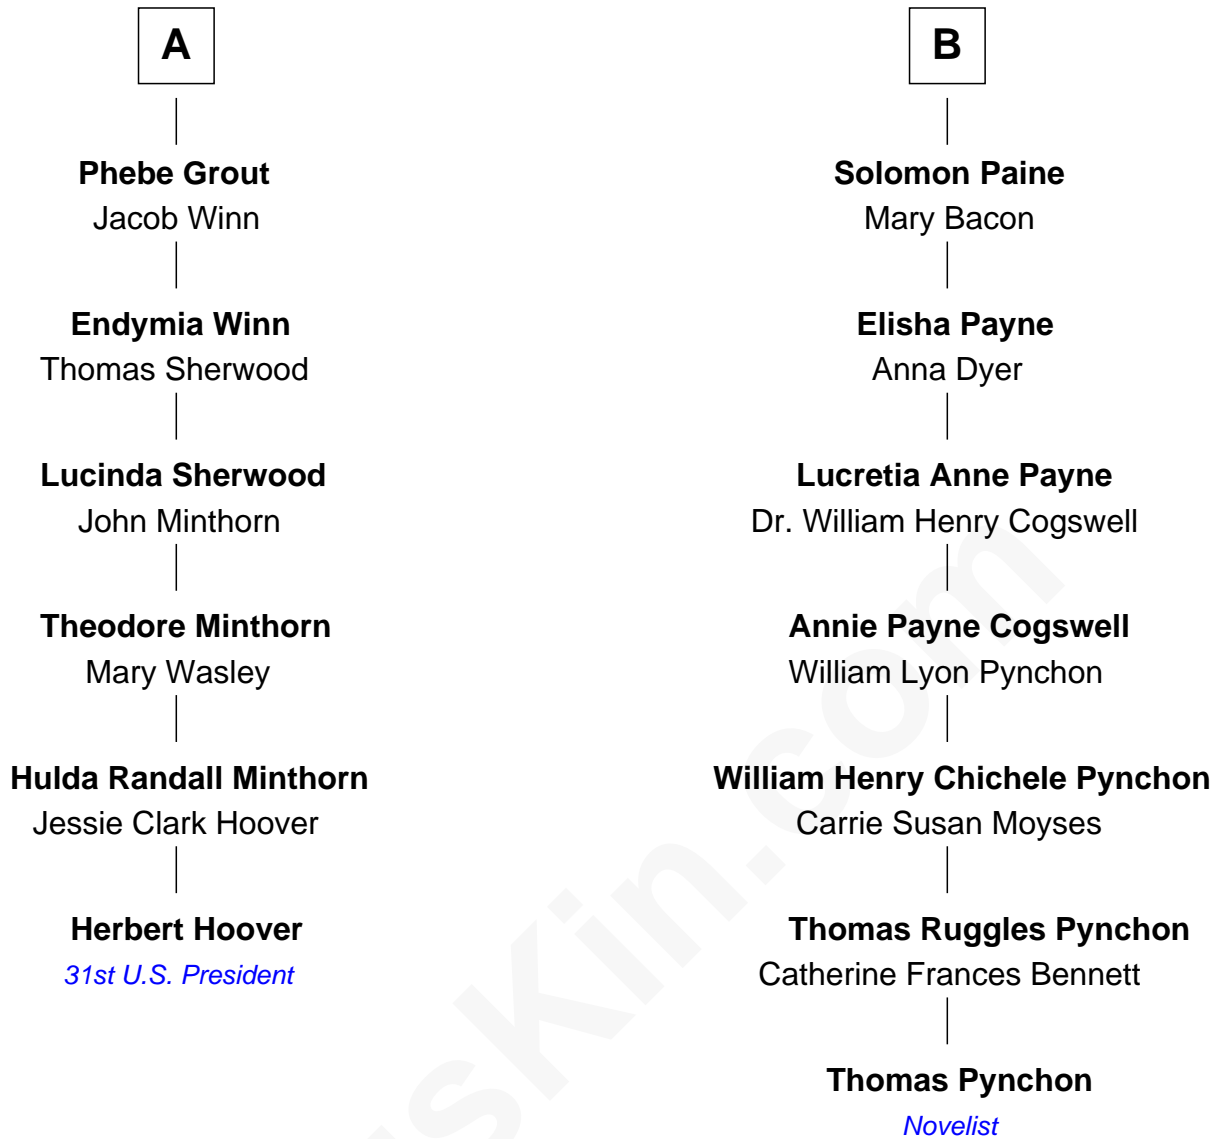 A
Phebe Grout
Jacob Winn
Endymia Winn
Thomas Sherwood
Lucinda Sherwood
John Minthorn
Theodore Minthorn
Mary Wasley
Hulda Randall Minthorn
Jessie Clark Hoover
Herbert Hoover
31st U.S. President
B
Solomon Paine
Mary Bacon
Elisha Payne
Anna Dyer
Lucretia Anne Payne
Dr. William Henry Cogswell
Annie Payne Cogswell
William Lyon Pynchon
William Henry Chichele Pynchon
Carrie Susan Moyses
Thomas Ruggles Pynchon
Catherine Frances Bennett
Thomas Pynchon
Novelist
sKin.com